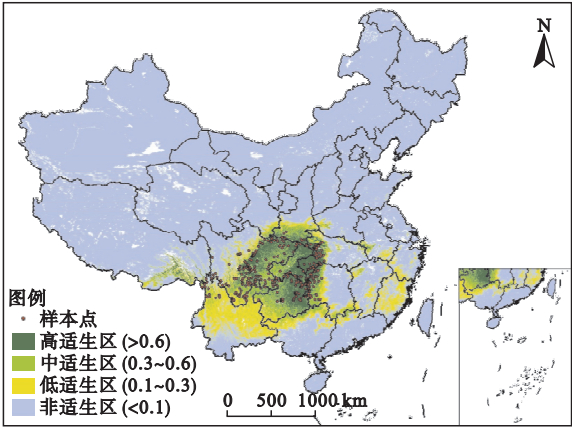 N
图例
样本点
高适生区 (>0.6)
中适生区 (0.3~0.6)
低适生区 (0.1~0.3)
非适生区 (<0.1)
0 500 1000 km